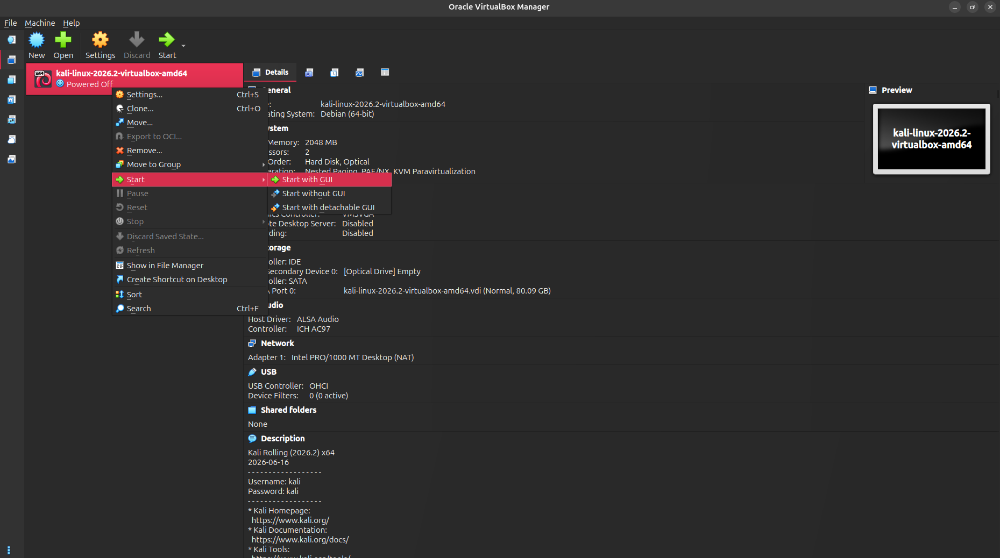 Oracle VirtualBox Manager
File Machine Help
New Open Settings Discard Start
x64
kali-linux-2026.2-virtualbox-amd64
Powered Off
Settings... Ctrl+S
Clone... Ctrl+O
Move...
Export to OCI...
Remove...
Move to Group
Start
Pause
Reset
Stop
Discard Saved State...
Refresh
Show in File Manager
Create Shortcut on Desktop
Sort
Search Ctrl+F
Start with GUI
Start without GUI
Start with detachable GUI
Details
eneral
kali-linux-2026.2-virtualbox-amd64
ating System: Debian (64-bit)
stem
Memory: 2048 MB
ssors: 2
Order: Hard Disk, Optical
eration: Nested Paging, PAE/NX, KVM Paravirtualization
ics Controller: VMSVGA
te Desktop Server: Disabled
ding: Disabled
orage
oller: IDE
Secondary Device 0: [Optical Drive] Empty
oller: SATA
Port 0: kali-linux-2026.2-virtualbox-amd64.vdi (Normal, 80.09 GB)
udio
Host Driver: ALSA Audio
Controller: ICH AC97
Network
Adapter 1: Intel PRO/1000 MT Desktop (NAT)
USB
USB Controller: OHCI
Device Filters: 0 (0 active)
Shared folders
None
Description
Kali Rolling (2026.2) x64
2026-06-16
- - - - - - - - - - - - - - - - - -
Username: kali
Password: kali
- - - - - - - - - - - - - - - - - -
* Kali Homepage:
https://www.kali.org/
* Kali Documentation:
https://www.kali.org/docs/
* Kali Tools:
https://www.kali.org/tools/
Preview
kali-linux-2026.2-
virtualbox-amd64